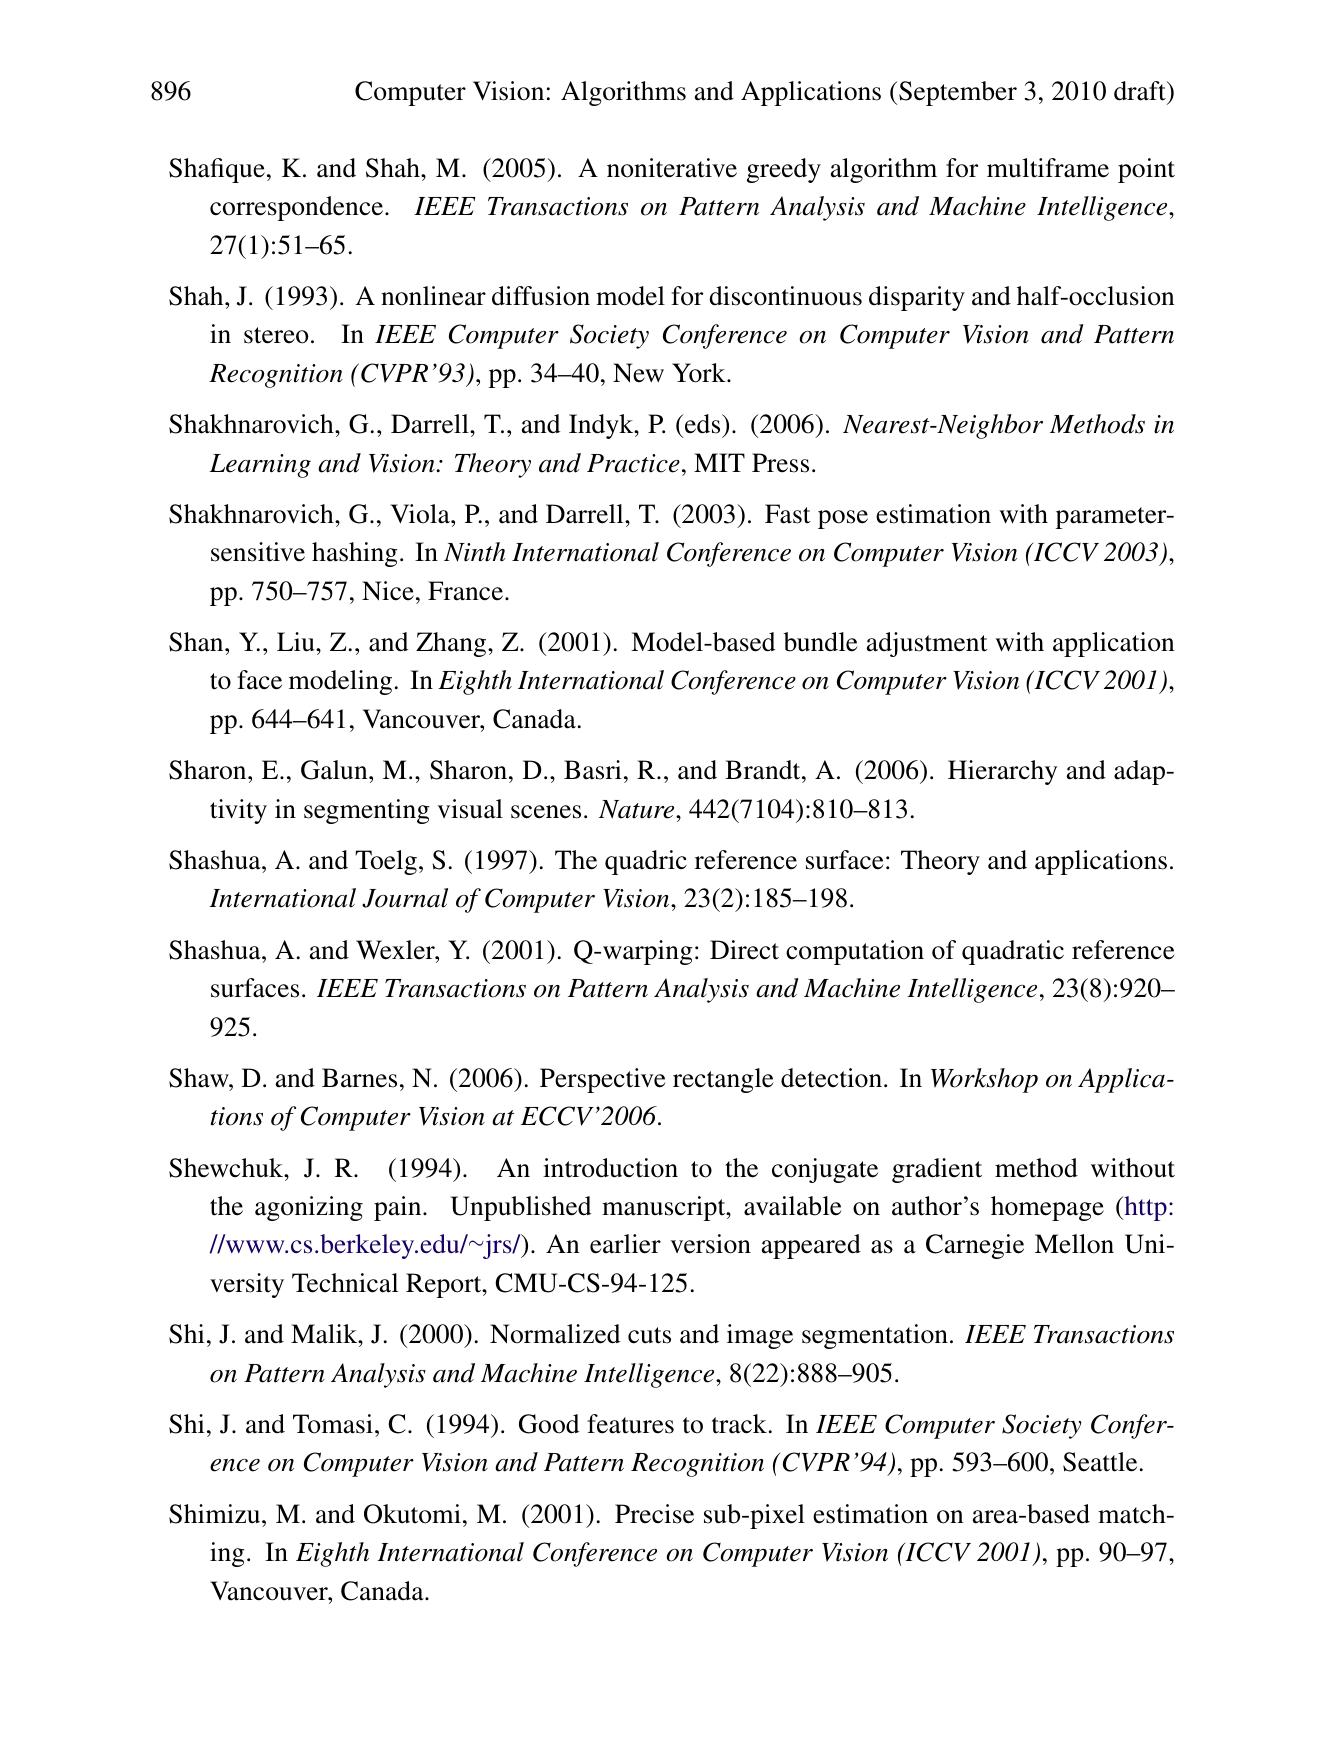 896 Computer Vision: Algorithms and Applications (September 3, 2010 draft)
Shafique, K. and Shah, M. (2005). A noniterative greedy algorithm for multiframe point
correspondence. IEEE Transactions on Pattern Analysis and Machine Intelligence,
27(1):51–65.
Shah, J. (1993). A nonlinear diffusion model for discontinuous disparity and half-occlusion
in stereo. In IEEE Computer Society Conference on Computer Vision and Pattern
Recognition (CVPR’93), pp. 34–40, New York.
Shakhnarovich, G., Darrell, T., and Indyk, P. (eds). (2006). Nearest-Neighbor Methods in
Learning and Vision: Theory and Practice, MIT Press.
Shakhnarovich, G., Viola, P., and Darrell, T. (2003). Fast pose estimation with parameter-
sensitive hashing. In Ninth International Conference on Computer Vision (ICCV 2003),
pp. 750–757, Nice, France.
Shan, Y., Liu, Z., and Zhang, Z. (2001). Model-based bundle adjustment with application
to face modeling. In Eighth International Conference on Computer Vision (ICCV 2001),
pp. 644–641, Vancouver, Canada.
Sharon, E., Galun, M., Sharon, D., Basri, R., and Brandt, A. (2006). Hierarchy and adap-
tivity in segmenting visual scenes. Nature, 442(7104):810–813.
Shashua, A. and Toelg, S. (1997). The quadric reference surface: Theory and applications.
International Journal of Computer Vision, 23(2):185–198.
Shashua, A. and Wexler, Y. (2001). Q-warping: Direct computation of quadratic reference
surfaces. IEEE Transactions on Pattern Analysis and Machine Intelligence, 23(8):920–
925.
Shaw, D. and Barnes, N. (2006). Perspective rectangle detection. In Workshop on Applica-
tions of Computer Vision at ECCV’2006.
Shewchuk, J. R. (1994). An introduction to the conjugate gradient method without
the agonizing pain. Unpublished manuscript, available on author’s homepage (http:
//www.cs.berkeley.edu/~jrs/). An earlier version appeared as a Carnegie Mellon Uni-
versity Technical Report, CMU-CS-94-125.
Shi, J. and Malik, J. (2000). Normalized cuts and image segmentation. IEEE Transactions
on Pattern Analysis and Machine Intelligence, 8(22):888–905.
Shi, J. and Tomasi, C. (1994). Good features to track. In IEEE Computer Society Confer-
ence on Computer Vision and Pattern Recognition (CVPR’94), pp. 593–600, Seattle.
Shimizu, M. and Okutomi, M. (2001). Precise sub-pixel estimation on area-based match-
ing. In Eighth International Conference on Computer Vision (ICCV 2001), pp. 90–97,
Vancouver, Canada.